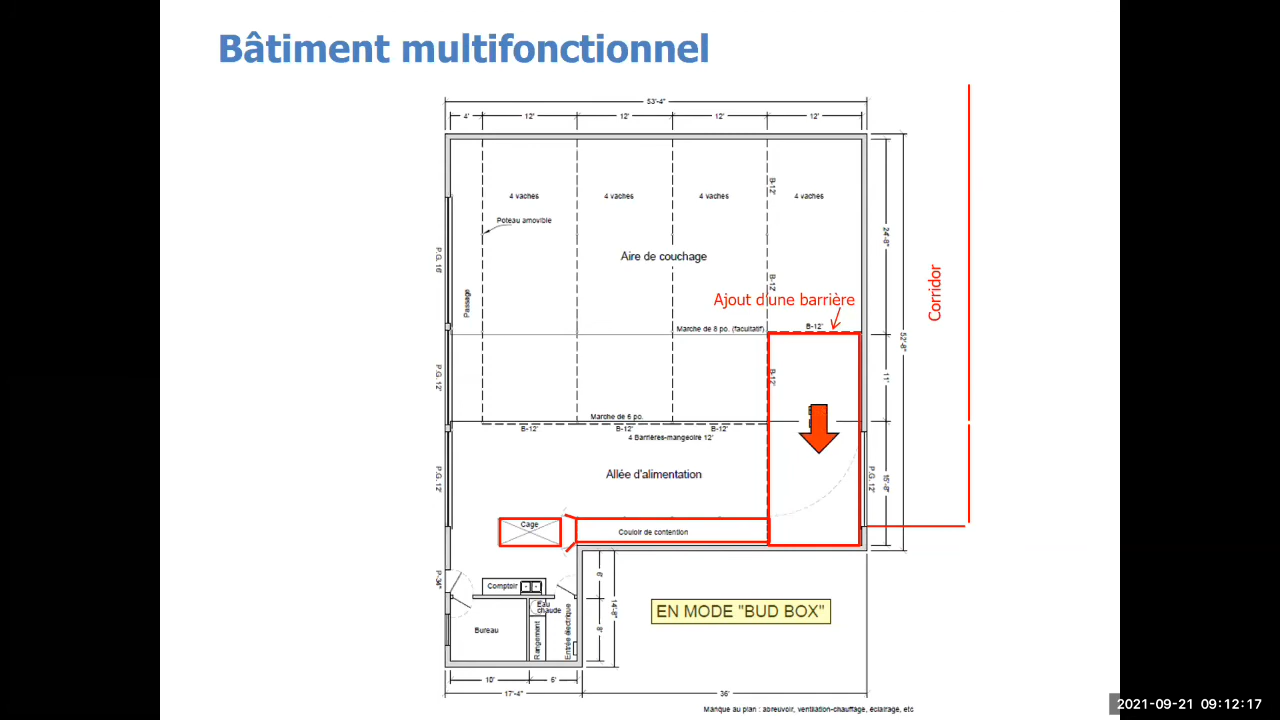 Bâtiment multifonctionnel
53'-4"
4'
12'
12'
12'
12'
B-12'
4 vaches
4 vaches
4 vaches
4 vaches
Poteau amovible
24'-8"
P.G. 16'
Aire de couchage
B-12'
Corridor
Passage
Ajout d'une barrière
Marche de 8 po. (facultatif)
B-12'
52'-8"
P.G. 12'
B-12'
11'
Marche de 6 po.
B-12'
B-12'
B-12'
4 Barrières-mangeoire 12'
Allée d'alimentation
P.G. 12'
P.G. 12'
15'-8"
Cage
Couloir de contention
P-34"
Comptoir
6'
14'-8"
Eau
chaude
EN MODE "BUD BOX"
Bureau
Rangement
Entrée électrique
8'
10'
6'
17'-4"
36'
Manque au plan : abreuvoir, ventilation-chauffage, éclairage, etc
2021-09-21 09:12:17